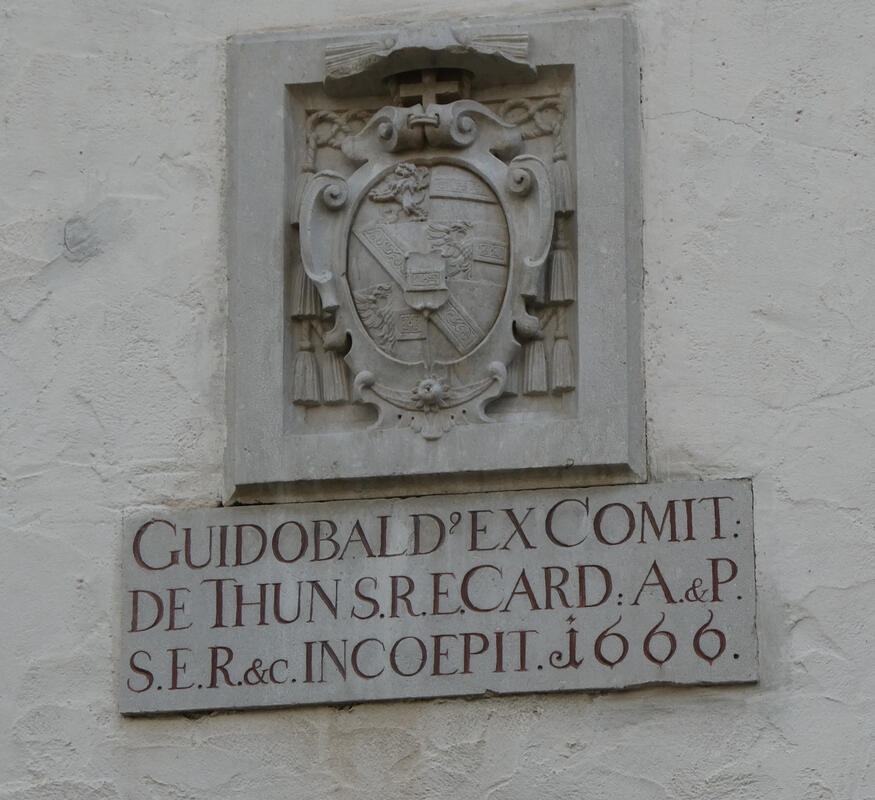 GUIDOBALD'EX COMIT:
DE THUN S.R.E.CARD: A.&P.
S.E.R.&C. INCOEPIT. 1666.